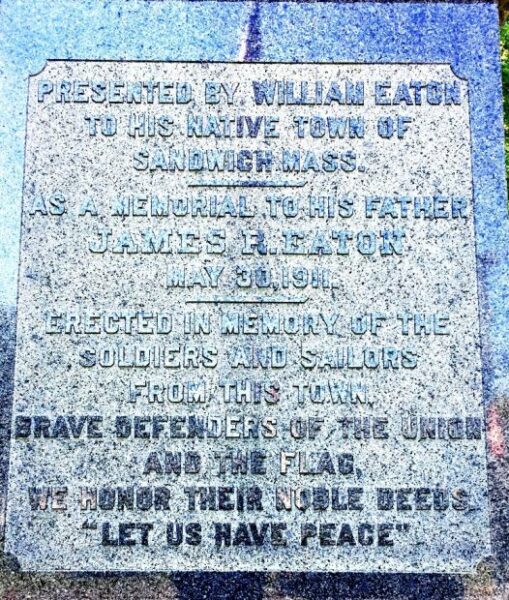 PRESENTED BY WILLIAM EATON
TO HIS NATIVE TOWN OF
SANDWICH MASS.
AS A MEMORIAL TO HIS FATHER
JAMES R. EATON
MAY 30, 1911.
ERECTED IN MEMORY OF THE
SOLDIERS AND SAILORS
FROM THIS TOWN.
BRAVE DEFENDERS OF THE UNION
AND THE FLAG,
WE HONOR THEIR NOBLE DEEDS.
"LET US HAVE PEACE"